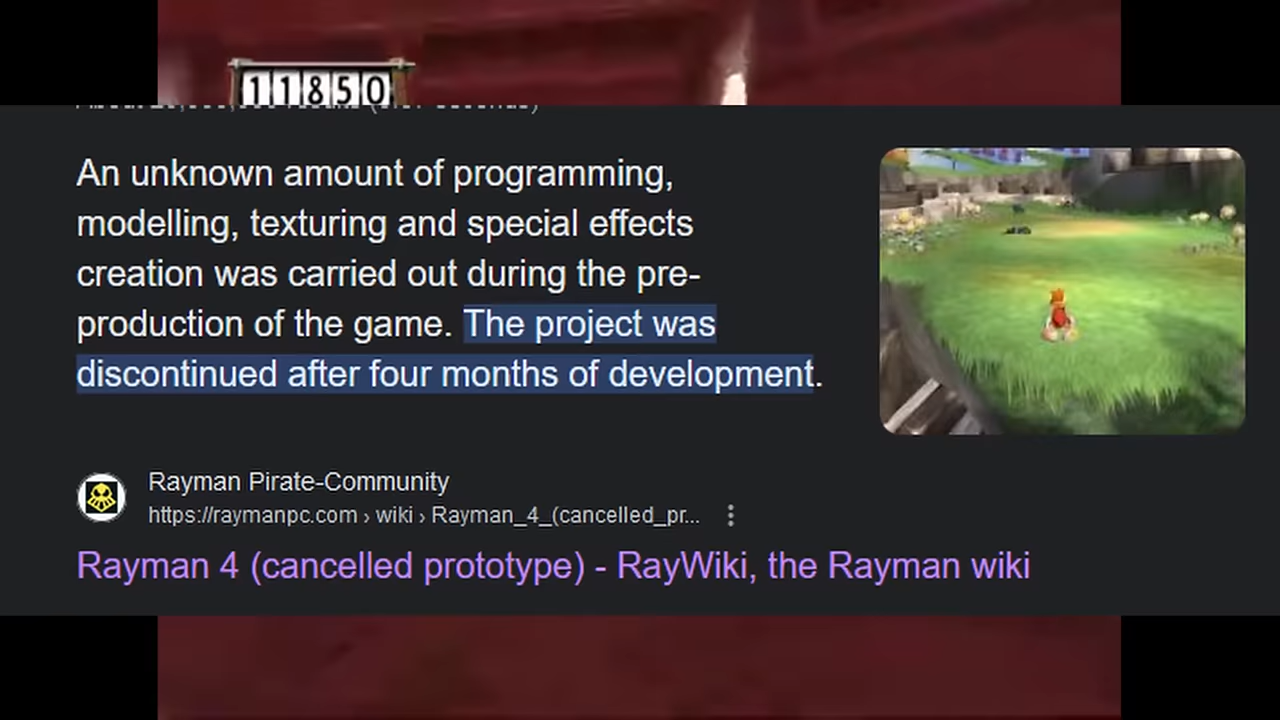 11850
An unknown amount of programming,
modelling, texturing and special effects
creation was carried out during the pre-
production of the game. The project was
discontinued after four months of development.
Rayman Pirate-Community
https://raymanpc.com › wiki › Rayman_4_(cancelled_pr...
Rayman 4 (cancelled prototype) - RayWiki, the Rayman wiki